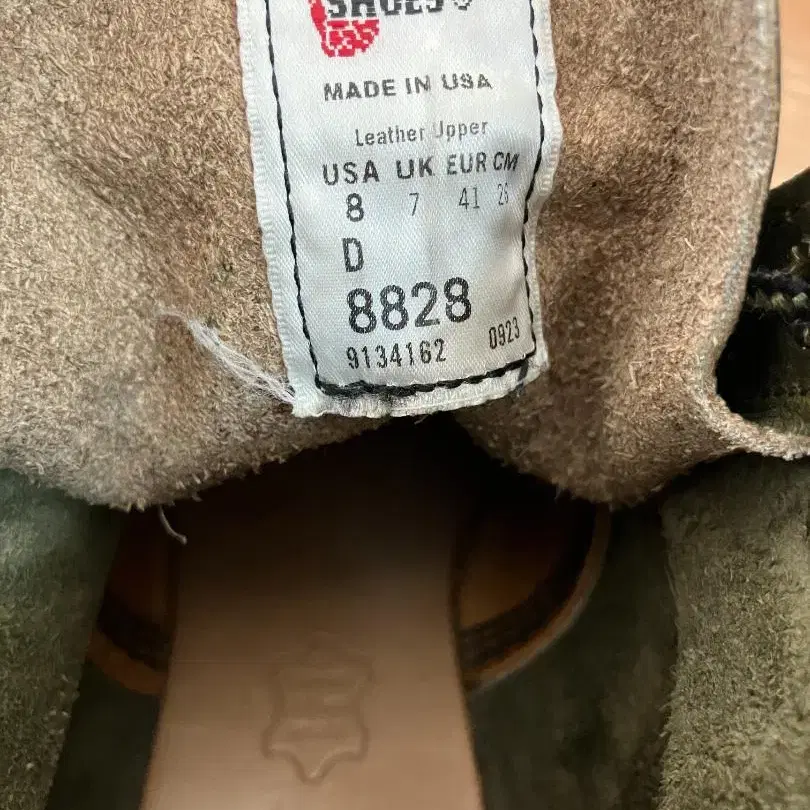 SHOES
MADE IN USA
Leather Upper
USA UK EUR CM
8 7 41 26
D
8828
9134162 0923